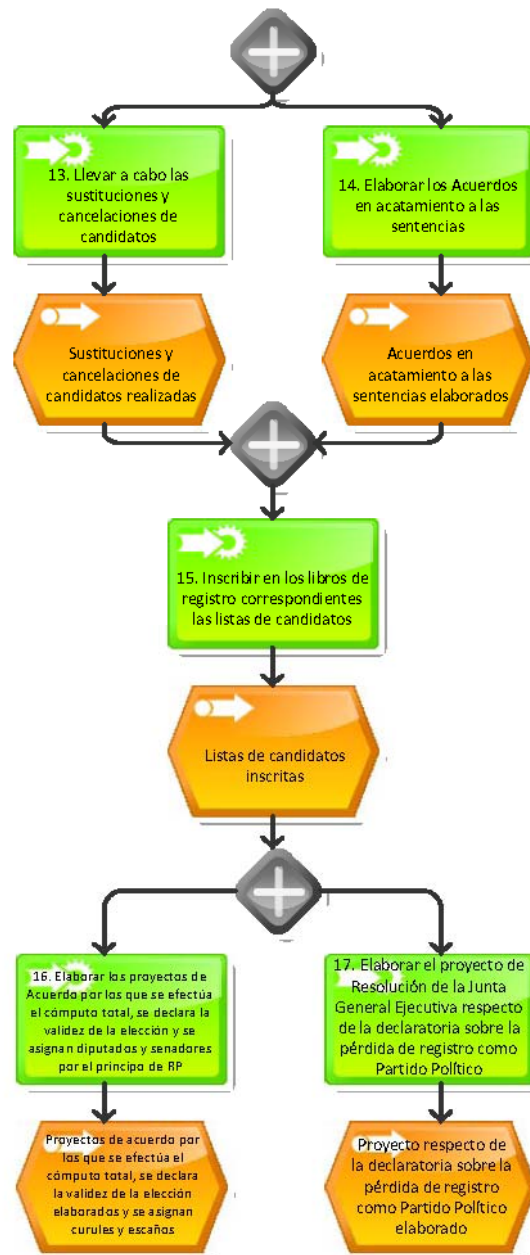 13. Llevar a cabo las
sustituciones y
cancelaciones de
candidatos
14. Elaborar los Acuerdos
en acatamiento a las
sentencias
Sustituciones y
cancelaciones de
candidatos realizadas
Acuerdos en
acatamiento a las
sentencias elaborados
15. Inscribir en los libros de
registro correspondientes
las listas de candidatos
Listas de candidatos
inscritas
16. Elaborar los proyectos de
Acuerdo por los que se efectúa
el cómputo total, se declara la
validez de la elección y se
asignan diputados y senadores
por el principo de RP
17. Elaborar el proyecto de
Resolución de la Junta
General Ejecutiva respecto
de la declaratoria sobre la
pérdida de registro como
Partido Político
Proyectos de acuerdo por
los que se efectúa el
cómputo total, se declara
la validez de la elección
elaborados y se asignan
curules y escaños
Proyecto respecto de
la declaratoria sobre la
pérdida de registro
como Partido Político
elaborado